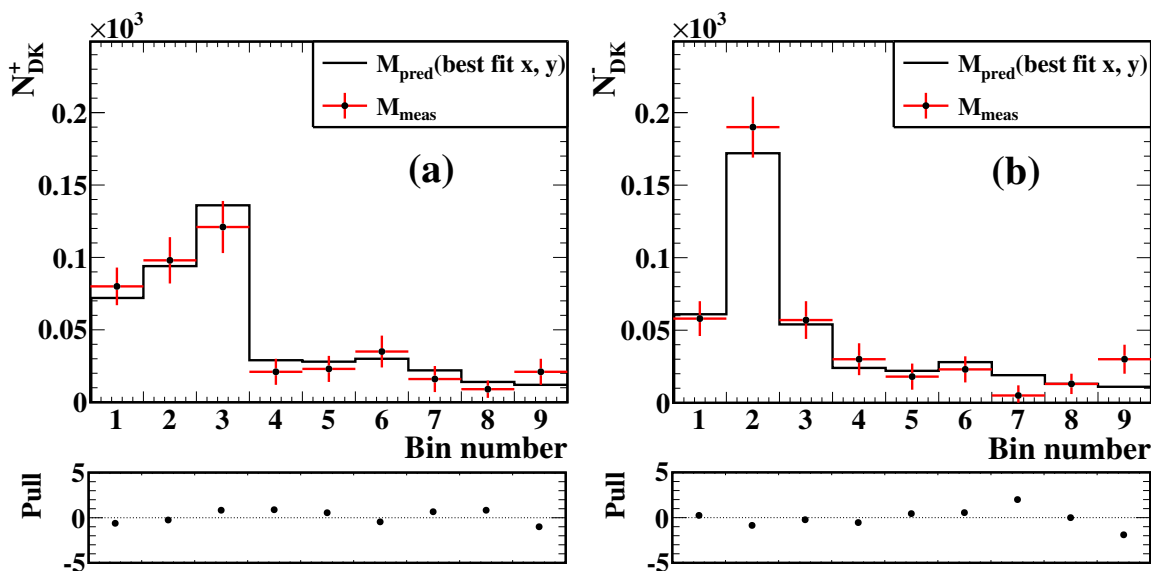 ×10³
N⁺DK
0.2
0.15
0.1
0.05
0
M_pred(best fit x, y)
M_meas
(a)
1 2 3 4 5 6 7 8 9
Bin number
Pull
5
0
-5
×10³
N⁻DK
0.2
0.15
0.1
0.05
0
M_pred(best fit x, y)
M_meas
(b)
1 2 3 4 5 6 7 8 9
Bin number
Pull
5
0
-5